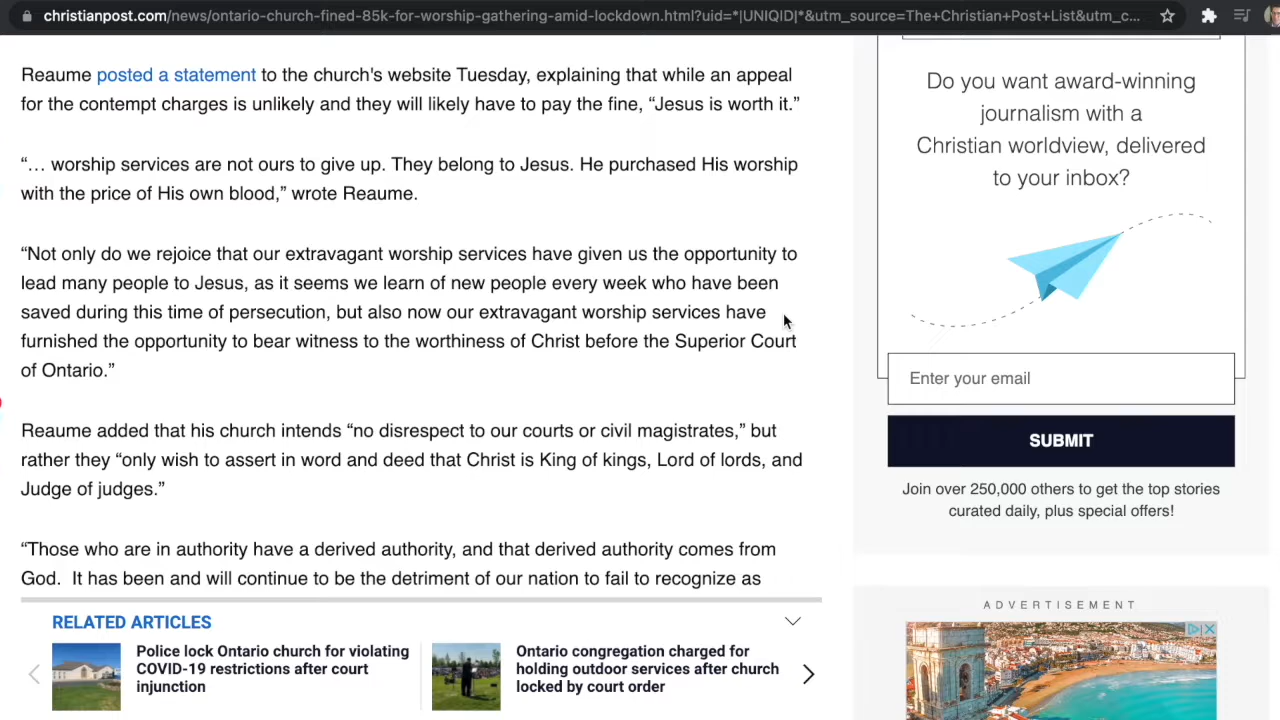 christianpost.com/news/ontario-church-fined-85k-for-worship-gathering-amid-lockdown.html?uid=*|UNIQID|*&utm_source=The+Christian+Post+List&utm_c...
Reaume posted a statement to the church's website Tuesday, explaining that while an appeal
for the contempt charges is unlikely and they will likely have to pay the fine, “Jesus is worth it.”
“… worship services are not ours to give up. They belong to Jesus. He purchased His worship
with the price of His own blood,” wrote Reaume.
“Not only do we rejoice that our extravagant worship services have given us the opportunity to
lead many people to Jesus, as it seems we learn of new people every week who have been
saved during this time of persecution, but also now our extravagant worship services have
furnished the opportunity to bear witness to the worthiness of Christ before the Superior Court
of Ontario.”
Reaume added that his church intends “no disrespect to our courts or civil magistrates,” but
rather they “only wish to assert in word and deed that Christ is King of kings, Lord of lords, and
Judge of judges.”
“Those who are in authority have a derived authority, and that derived authority comes from
God.  It has been and will continue to be the detriment of our nation to fail to recognize as
RELATED ARTICLES
Police lock Ontario church for violating
COVID-19 restrictions after court
injunction
Ontario congregation charged for
holding outdoor services after church
locked by court order
Do you want award-winning
journalism with a
Christian worldview, delivered
to your inbox?
Enter your email
SUBMIT
Join over 250,000 others to get the top stories
curated daily, plus special offers!
ADVERTISEMENT